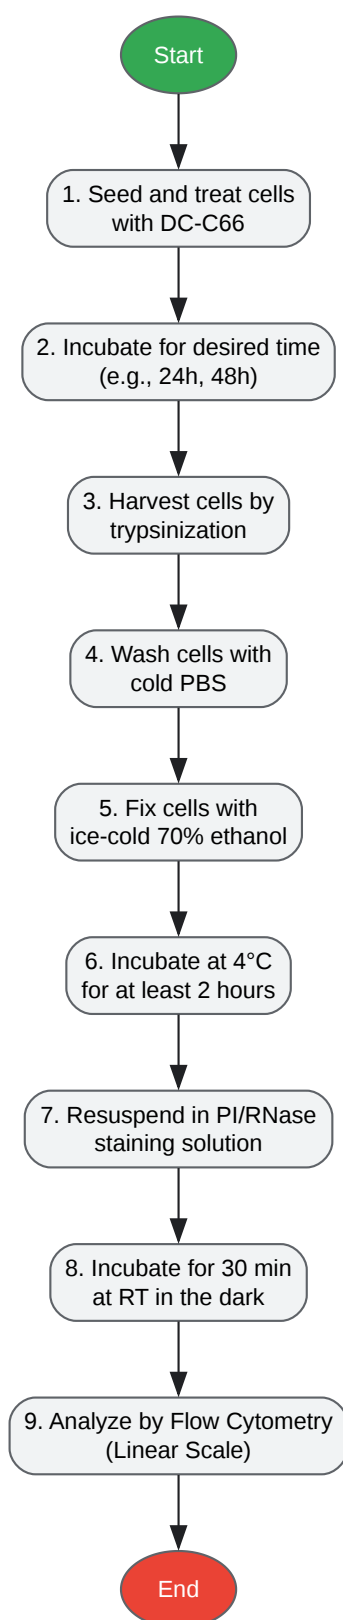 Start
1. Seed and treat cells
with DC-C66
2. Incubate for desired time
(e.g., 24h, 48h)
3. Harvest cells by
trypsinization
4. Wash cells with
cold PBS
5. Fix cells with
ice-cold 70% ethanol
6. Incubate at 4°C
for at least 2 hours
7. Resuspend in PI/RNase
staining solution
8. Incubate for 30 min
at RT in the dark
9. Analyze by Flow Cytometry
(Linear Scale)
End